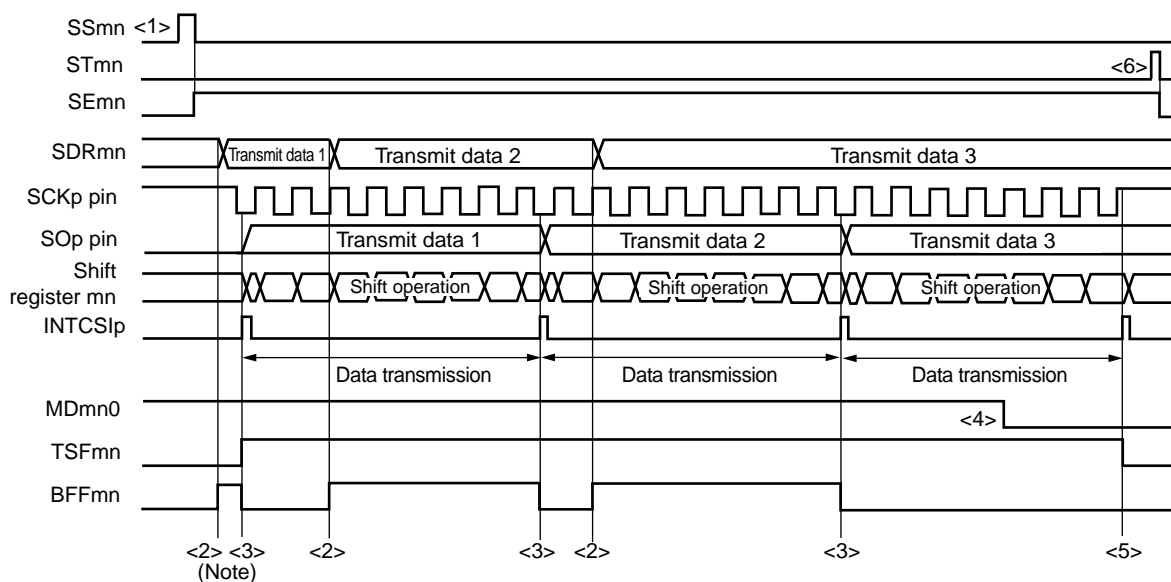 SSmn <1>
STmn <6>
SEmn
SDRmn Transmit data 1 Transmit data 2 Transmit data 3
SCKp pin
SOp pin Transmit data 1 Transmit data 2 Transmit data 3
Shift
register mn Shift operation Shift operation Shift operation
INTCSIp
Data transmission Data transmission Data transmission
MDmn0 <4>
TSFmn
BFFmn
<2> <3> <2> <3> <2> <3> <5>
(Note)